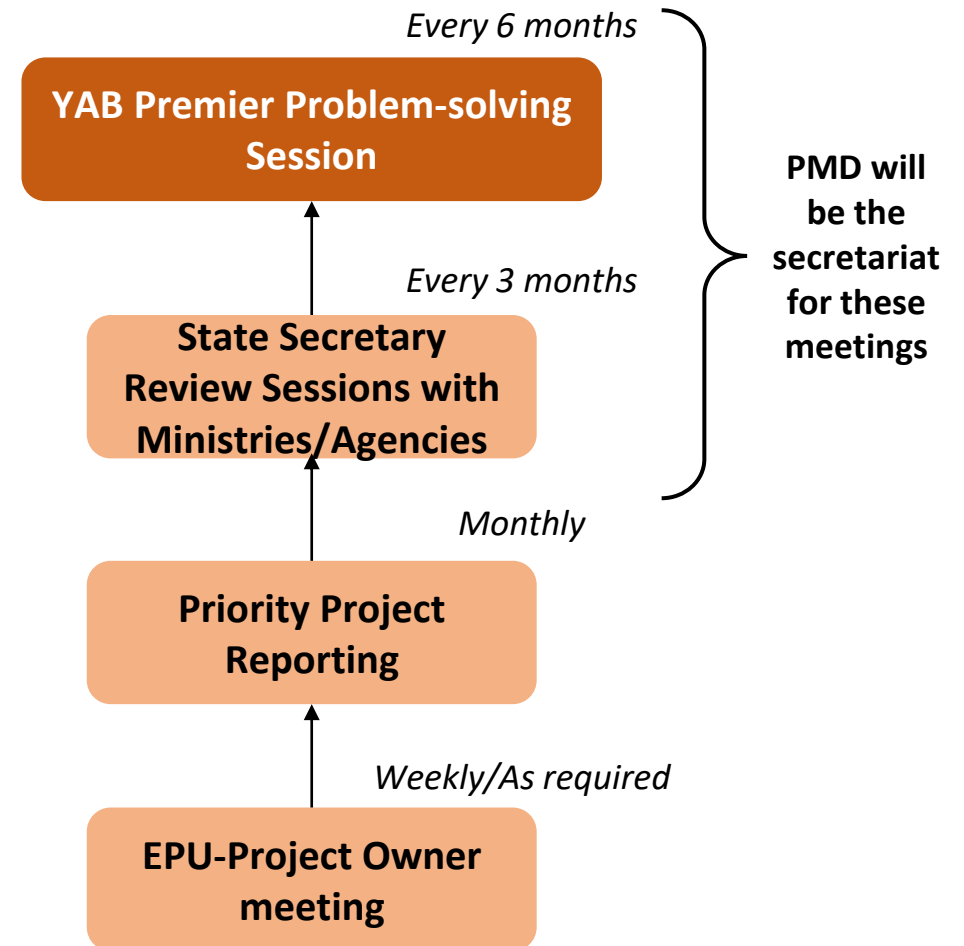 Every 6 months
YAB Premier Problem-solving
Session
PMD will
be the
secretariat
for these
meetings
Every 3 months
State Secretary
Review Sessions with
Ministries/Agencies
Monthly
Priority Project
Reporting
Weekly/As required
EPU-Project Owner
meeting